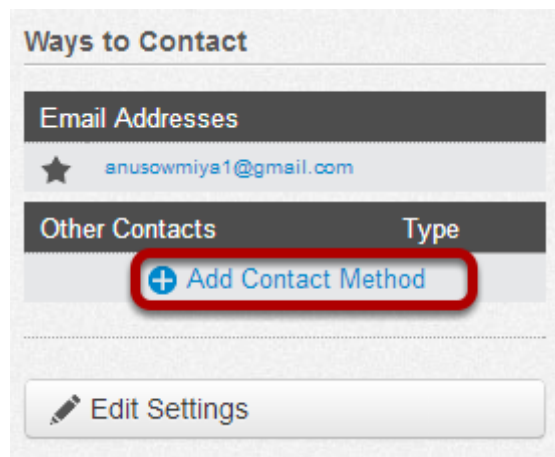 Ways to Contact
Email Addresses
anusowmiya1@gmail.com
Other Contacts Type
Add Contact Method
Edit Settings